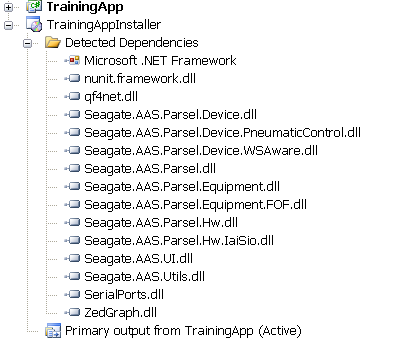 TrainingApp
TrainingAppInstaller
Detected Dependencies
Microsoft .NET Framework
nunit.framework.dll
qf4net.dll
Seagate.AAS.Parsel.Device.dll
Seagate.AAS.Parsel.Device.PneumaticControl.dll
Seagate.AAS.Parsel.Device.WSAware.dll
Seagate.AAS.Parsel.dll
Seagate.AAS.Parsel.Equipment.dll
Seagate.AAS.Parsel.Equipment.FOF.dll
Seagate.AAS.Parsel.Hw.dll
Seagate.AAS.Parsel.Hw.IaiSio.dll
Seagate.AAS.UI.dll
Seagate.AAS.Utils.dll
SerialPorts.dll
ZedGraph.dll
Primary output from TrainingApp (Active)